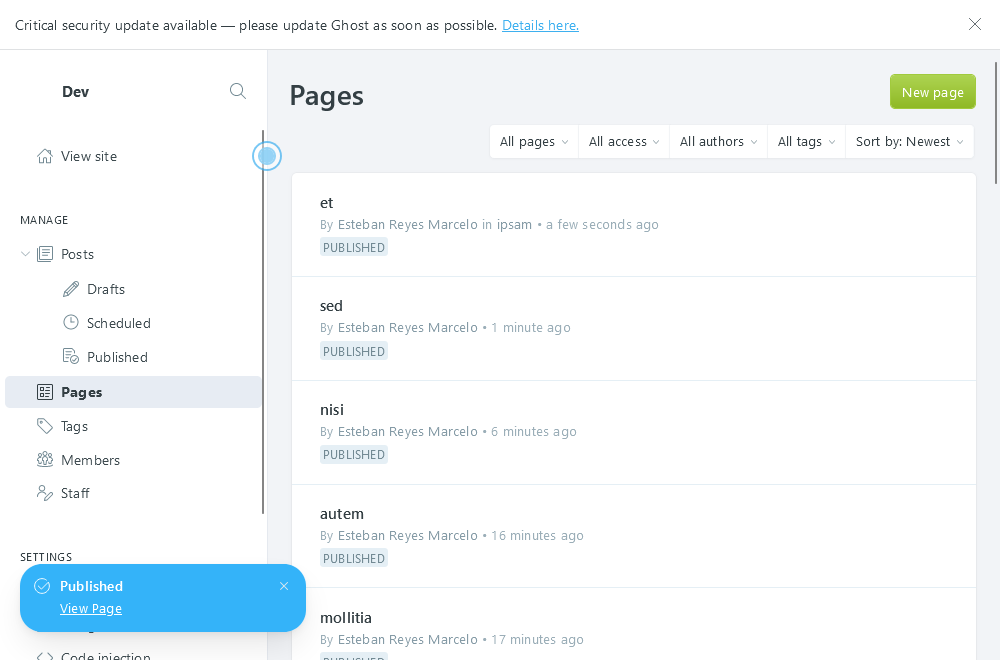 Critical security update available — please update Ghost as soon as possible. Details here.
Dev
View site
MANAGE
Posts
Drafts
Scheduled
Published
Pages
Tags
Members
Staff
SETTINGS
Published
View Page
Code injection
Pages
New page
All pages
All access
All authors
All tags
Sort by: Newest
et
By Esteban Reyes Marcelo in ipsam • a few seconds ago
PUBLISHED
sed
By Esteban Reyes Marcelo • 1 minute ago
PUBLISHED
nisi
By Esteban Reyes Marcelo • 6 minutes ago
PUBLISHED
autem
By Esteban Reyes Marcelo • 16 minutes ago
PUBLISHED
mollitia
By Esteban Reyes Marcelo • 17 minutes ago
PUBLISHED